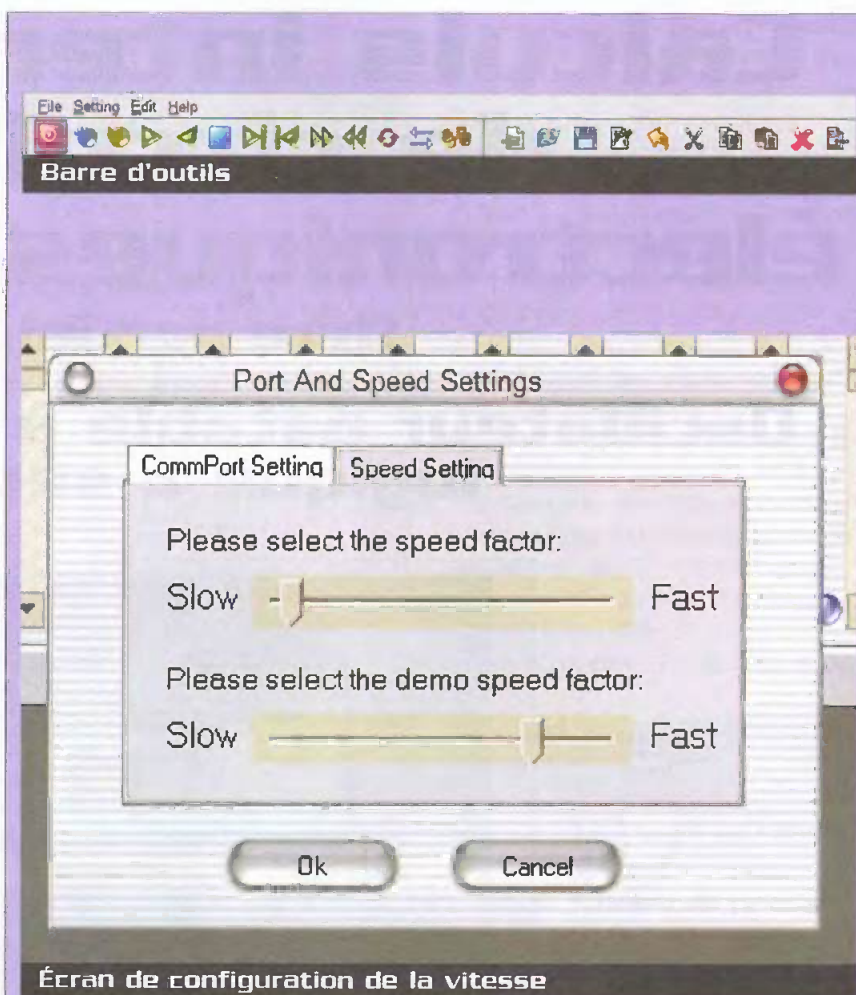 File Setting Edit Help
Barre d'outils
Port And Speed Settings
CommPort Setting Speed Setting
Please select the speed factor:
Slow Fast
Please select the demo speed factor:
Slow Fast
Ok Cancel
Écran de configuration de la vitesse